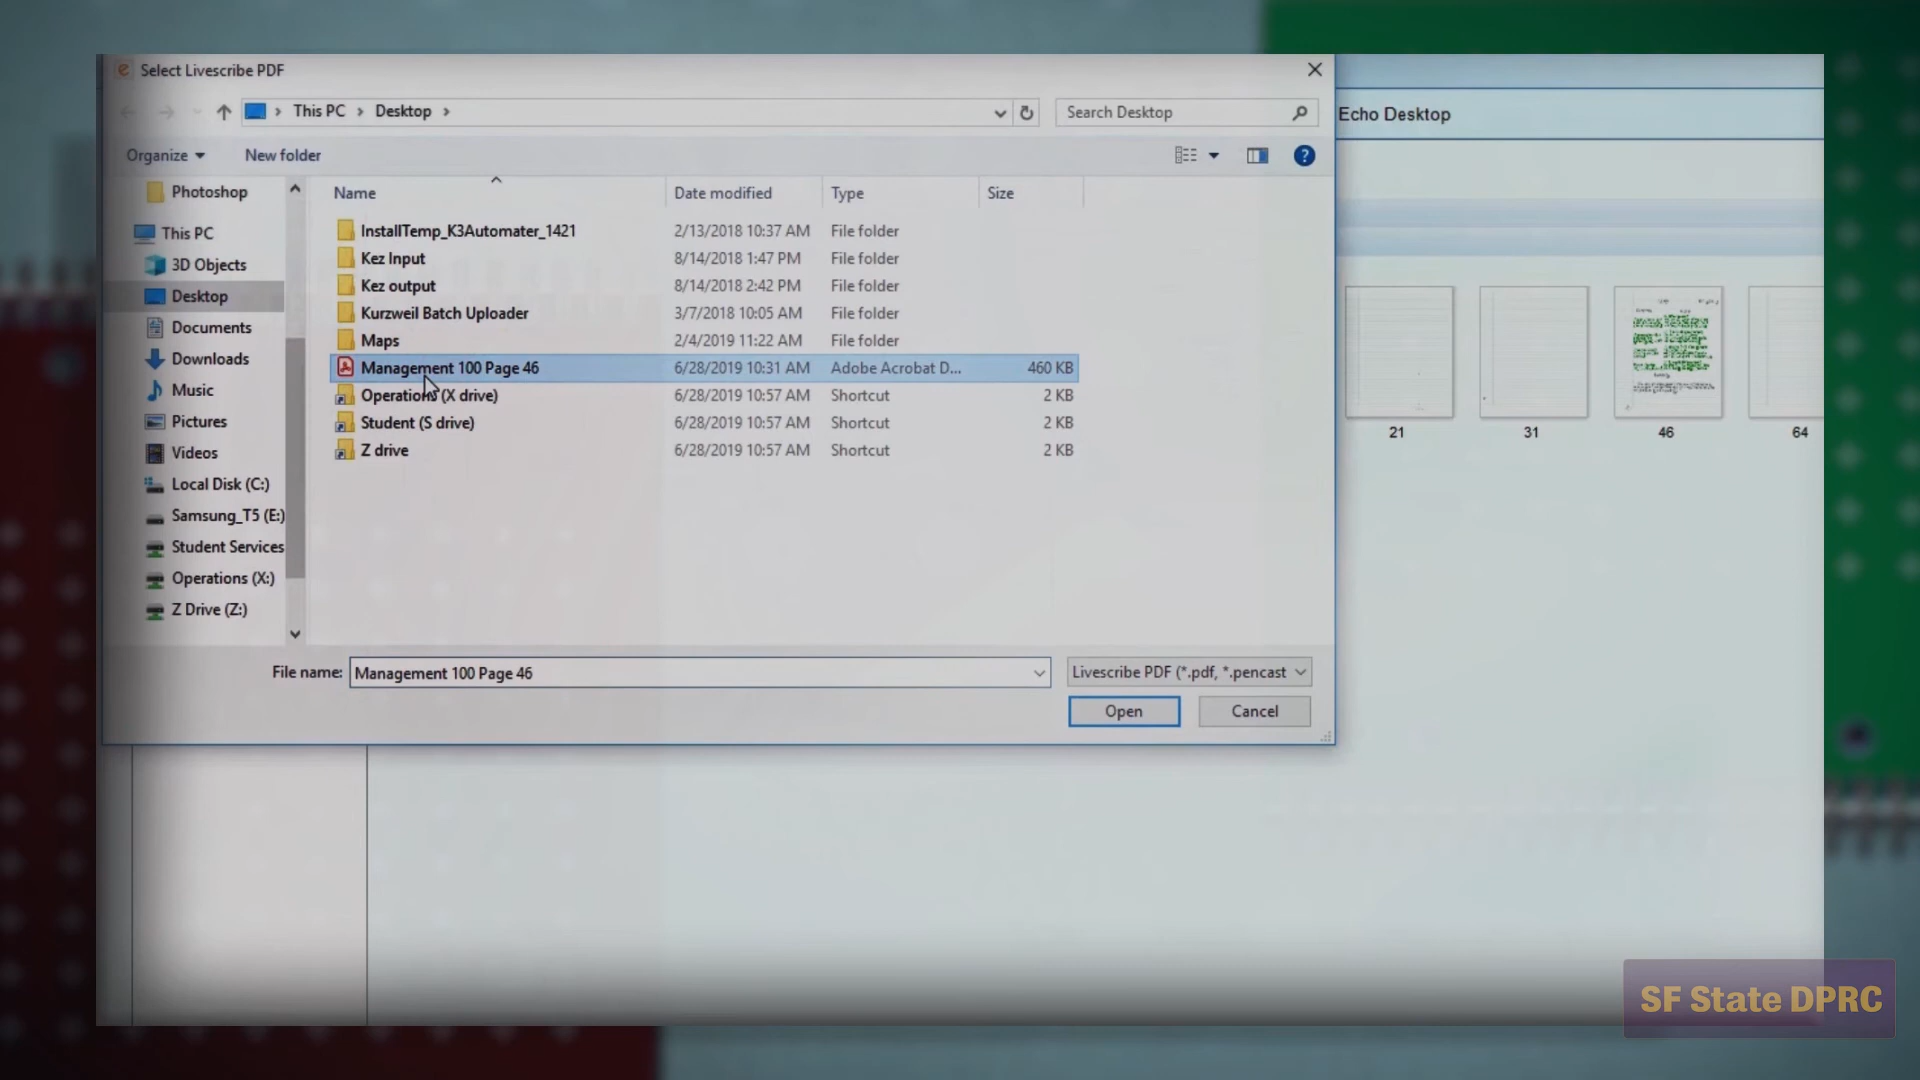 Select Livescribe PDF
This PC > Desktop >
Search Desktop
Echo Desktop
Organize
New folder
Name
Date modified
Type
Size
Photoshop
This PC
3D Objects
Desktop
Documents
Downloads
Music
Pictures
Videos
Local Disk (C:)
Samsung_T5 (E:)
Student Services
Operations (X:)
Z Drive (Z:)
InstallTemp_K3Automater_1421 2/13/2018 10:37 AM File folder
Kez Input 8/14/2018 1:47 PM File folder
Kez output 8/14/2018 2:42 PM File folder
Kurzweil Batch Uploader 3/7/2018 10:05 AM File folder
Maps 2/4/2019 11:22 AM File folder
Management 100 Page 46 6/28/2019 10:31 AM Adobe Acrobat D... 460 KB
Operations (X drive) 6/28/2019 10:57 AM Shortcut 2 KB
Student (S drive) 6/28/2019 10:57 AM Shortcut 2 KB
Z drive 6/28/2019 10:57 AM Shortcut 2 KB
21
31
46
64
File name: Management 100 Page 46
Livescribe PDF (*.pdf, *.pencast
Open
Cancel
SF State DPRC